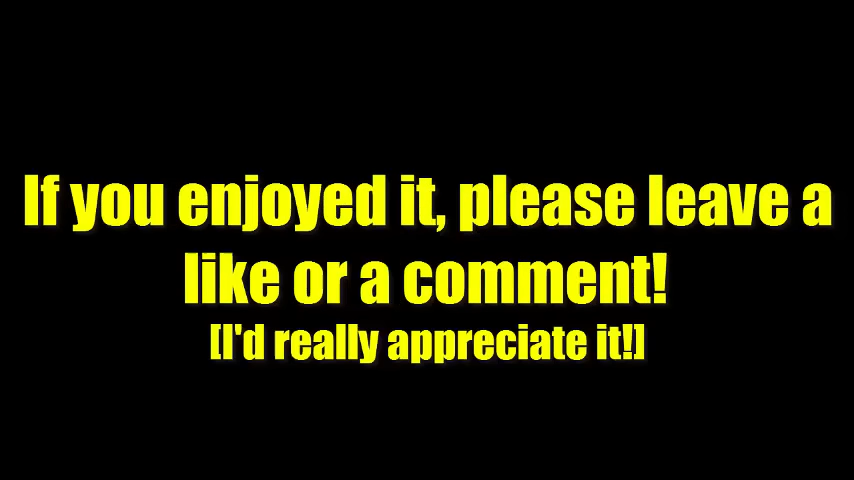 If you enjoyed it, please leave a
like or a comment!
[I'd really appreciate it!]